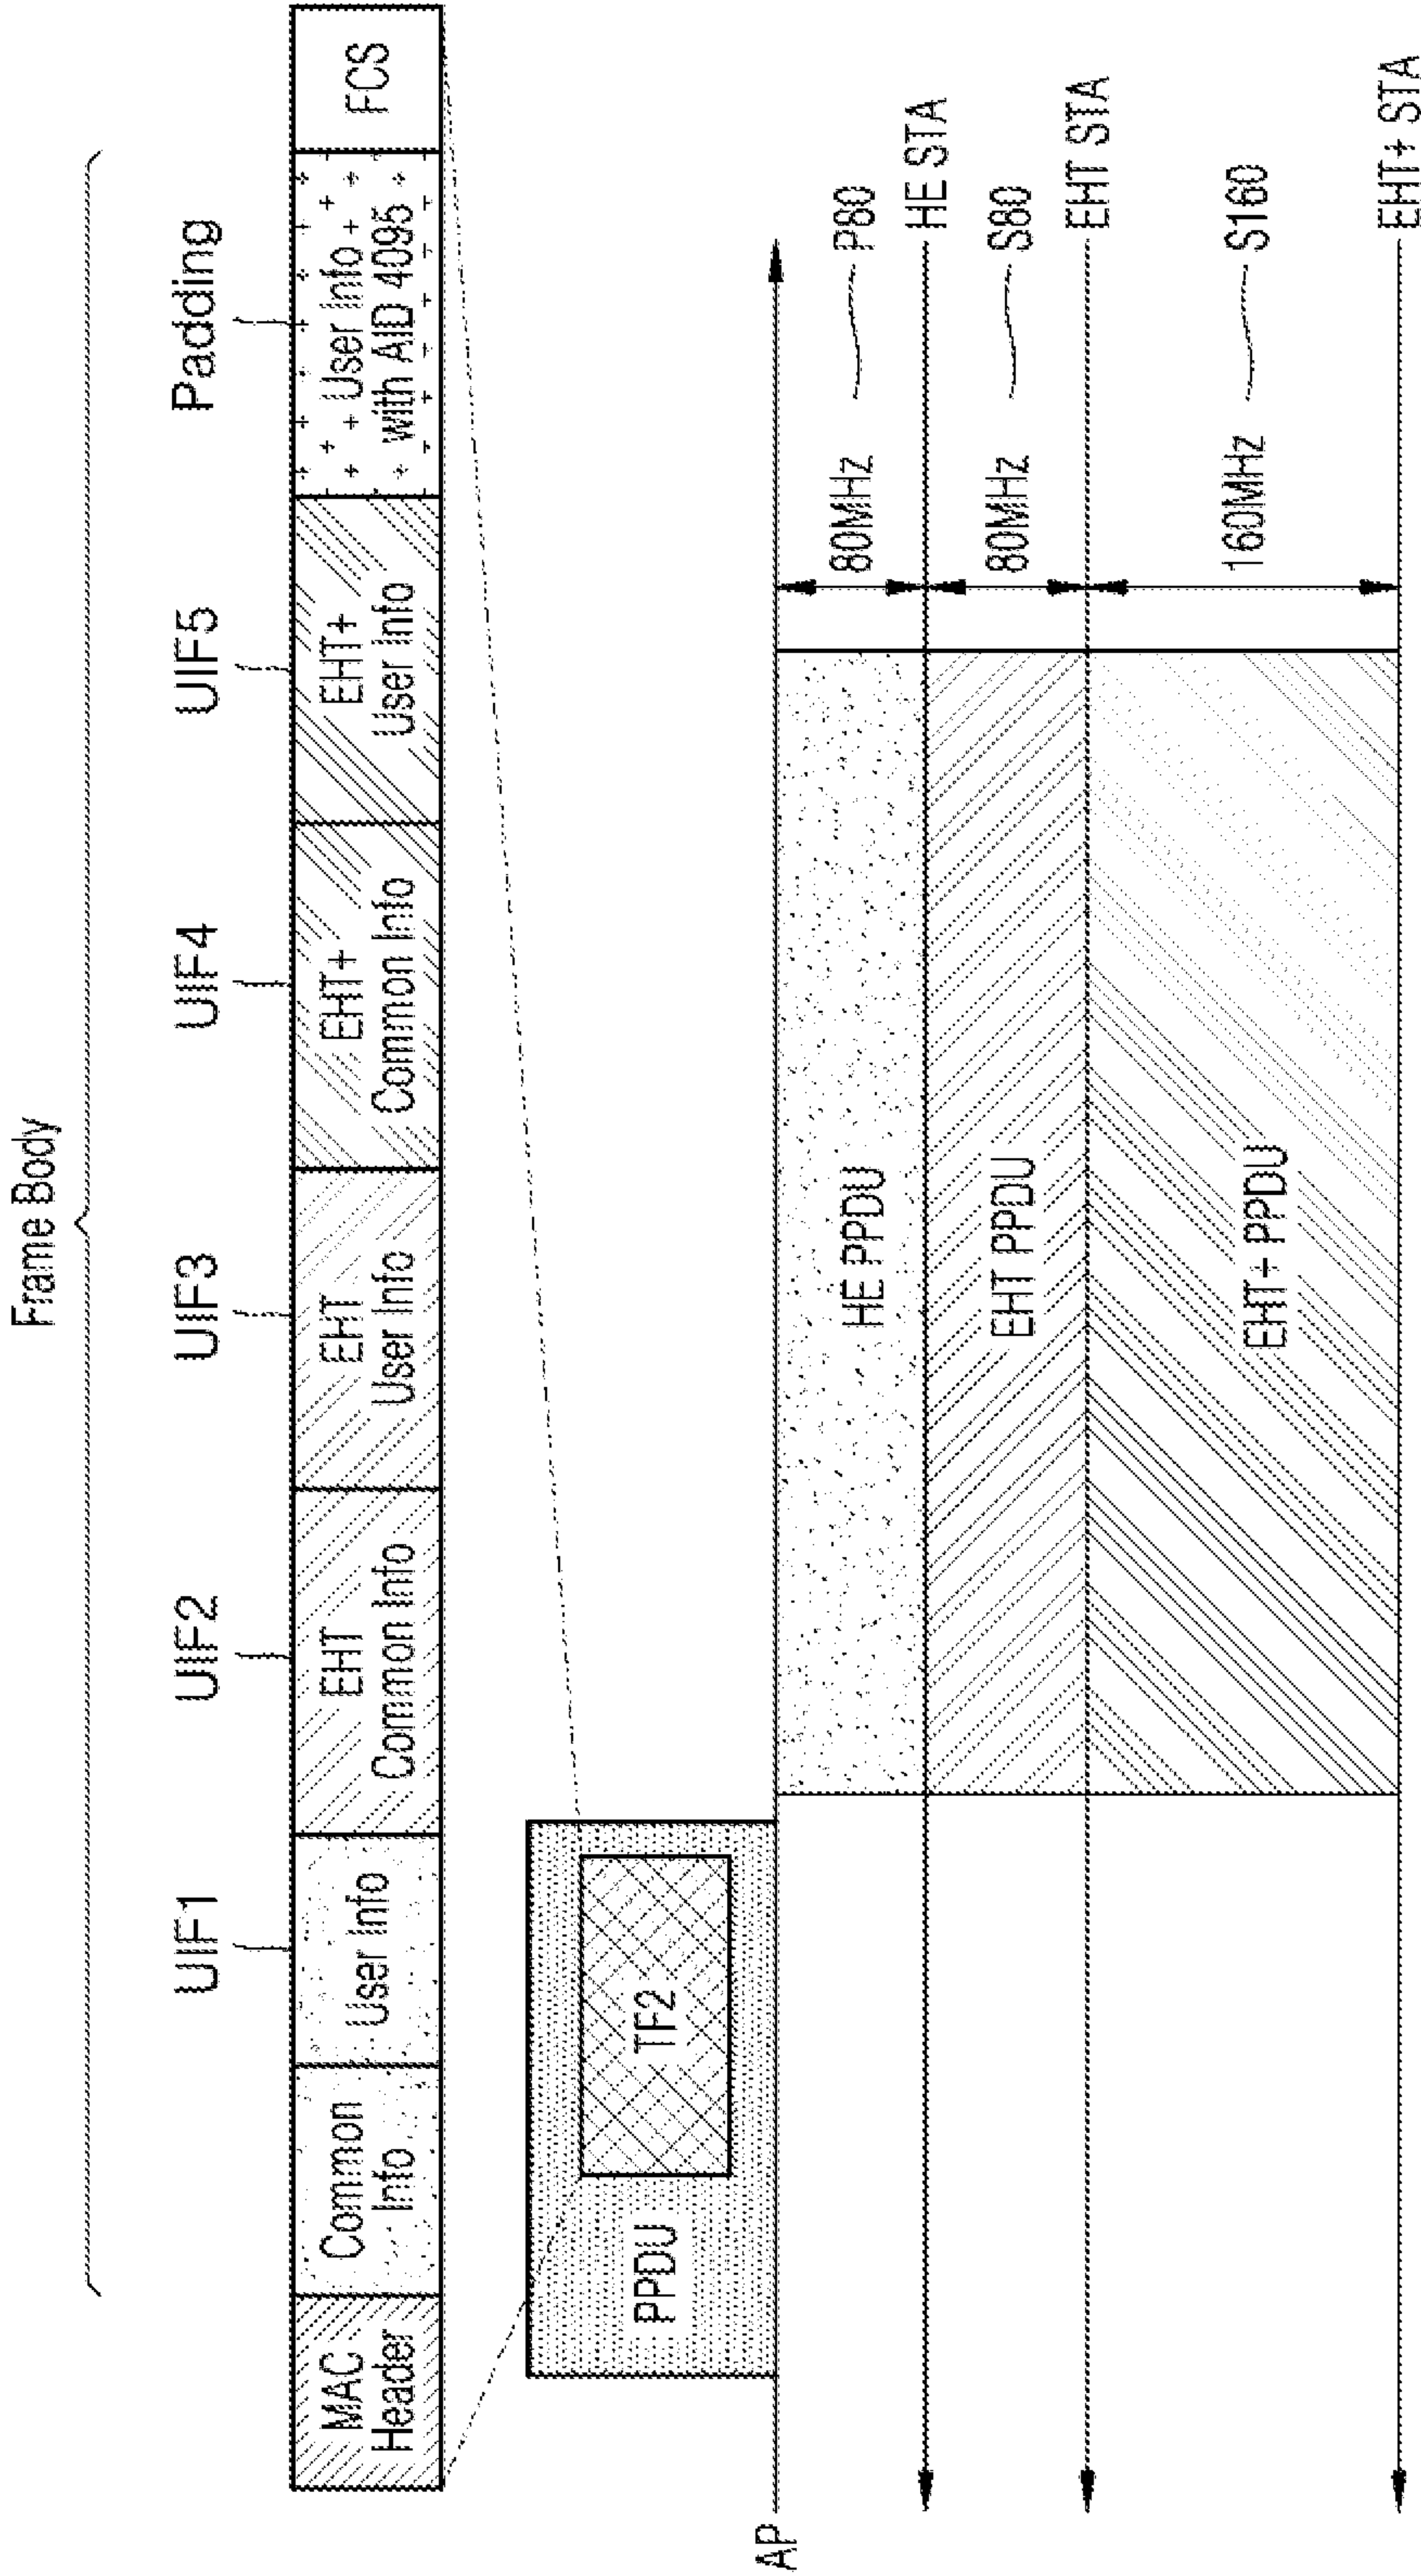 Frame Body
UIF1
UIF2
UIF3
UIF4
UIF5
Padding
MAC
Header
Common
Info
User Info
EHT
Common Info
EHT
User Info
EHT+
Common Info
EHT+
User Info
User Info
with AID 4095
FCS
PPDU
TF2
AP
HE PPDU
80MHz
P80
HE STA
EHT PPDU
80MHz
S80
EHT STA
EHT+ PPDU
160MHz
S160
EHT+ STA